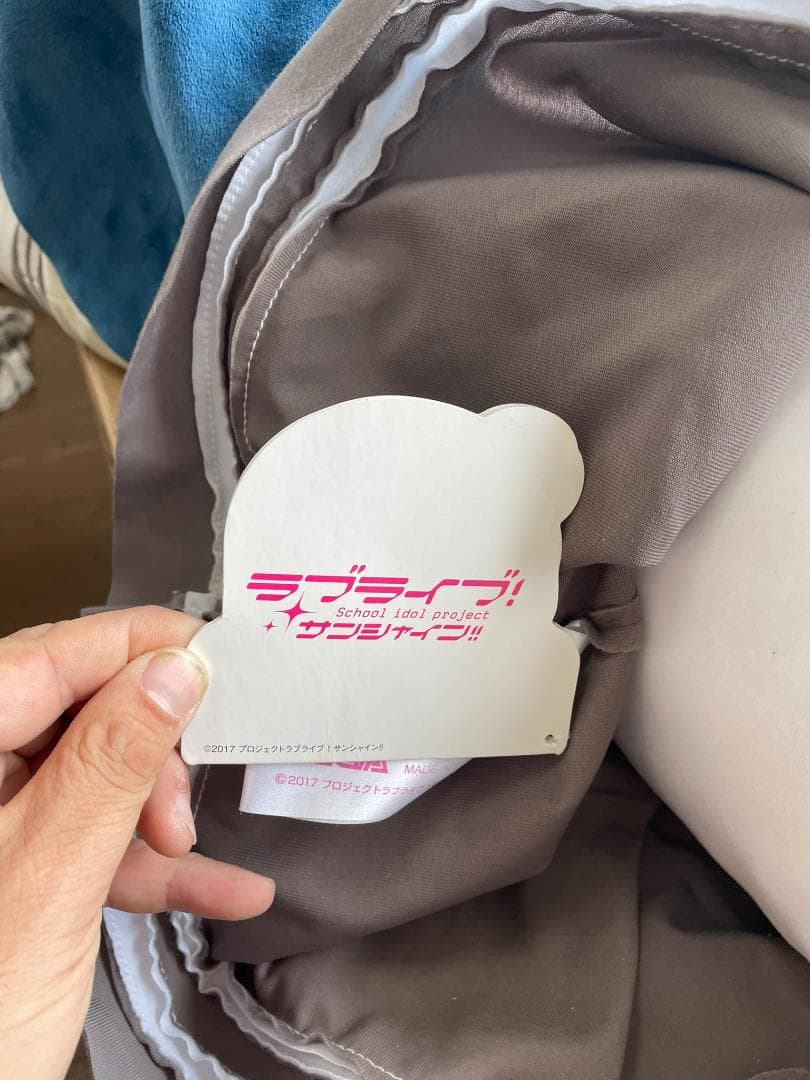 ラブライブ!
School idol project
サンシャイン!!
©2017 プロジェクトラブライブ！サンシャイン!!
MADE
©2017 プロジェクトラブライブ